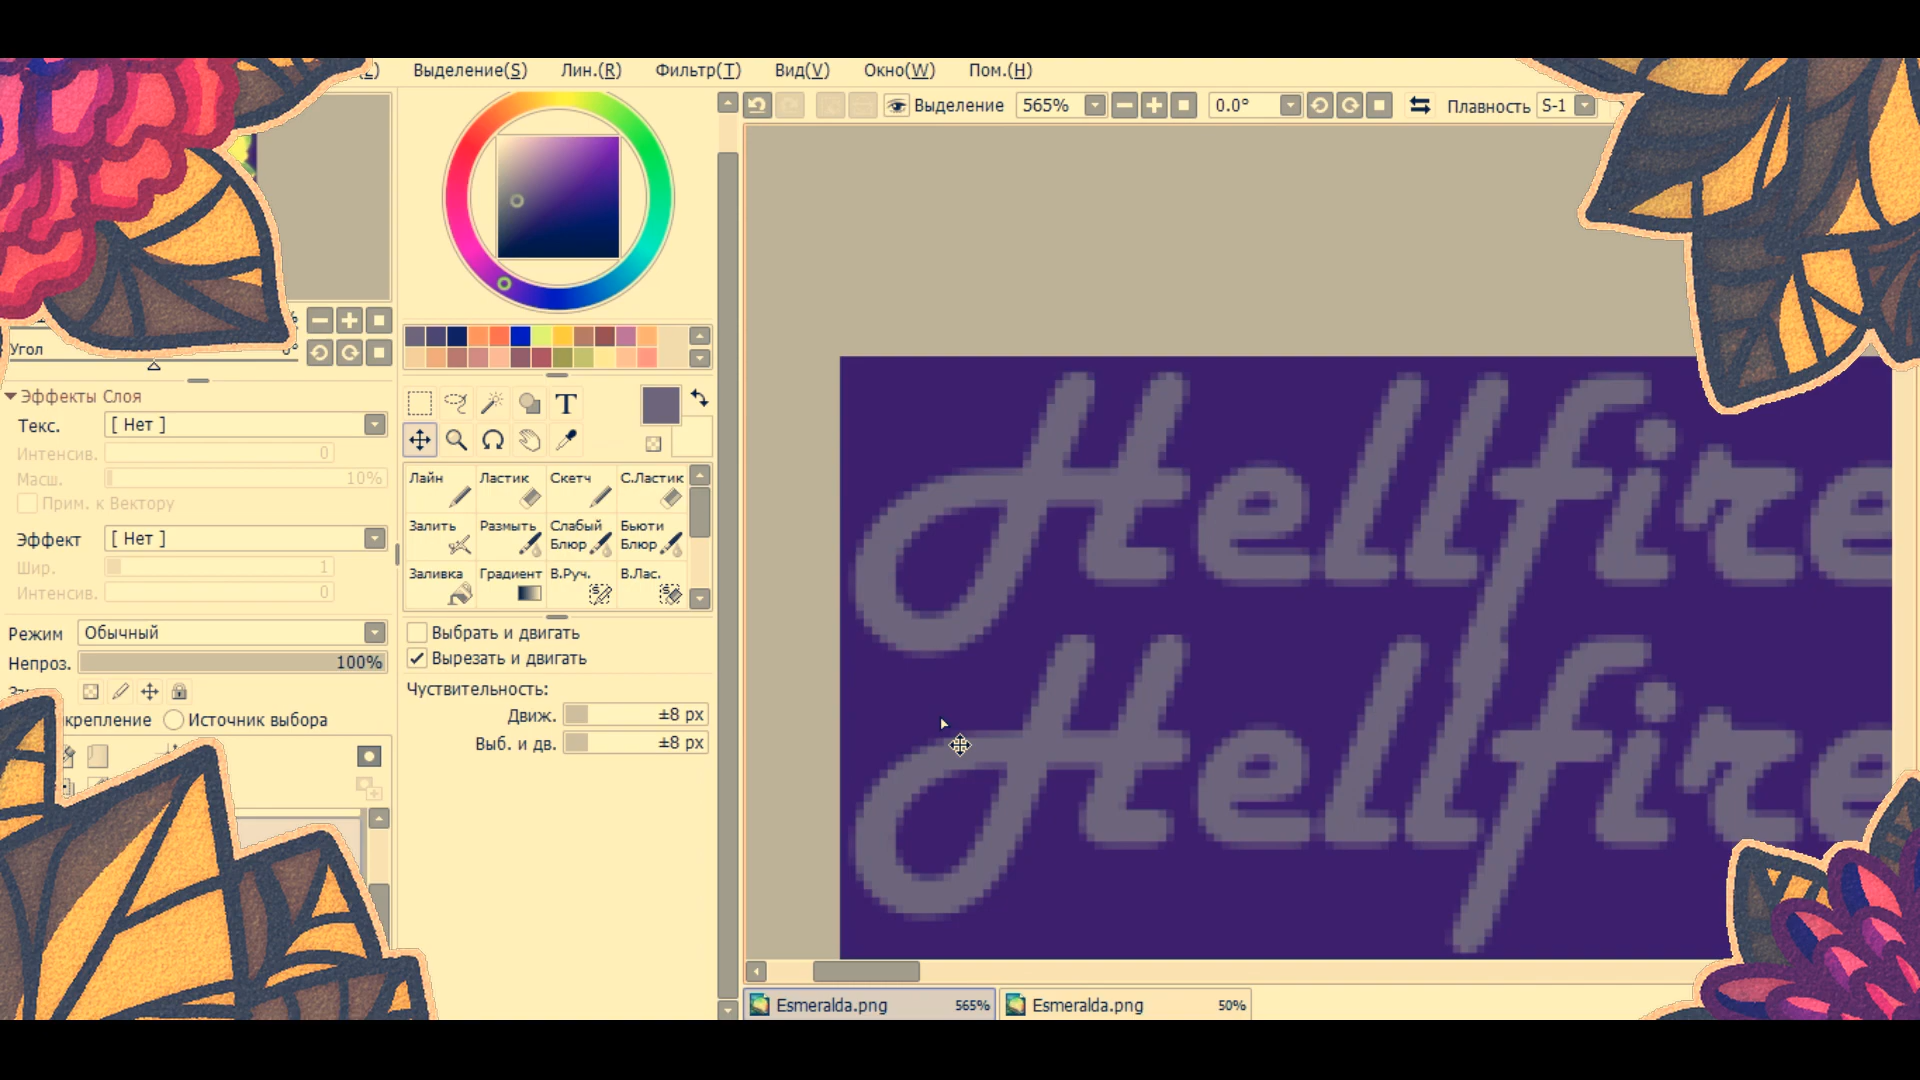 Выделение(S) Лин.(R) Фильтр(T) Вид(V) Окно(W) Пом.(H)
Выделение 565% 0.0° Плавность S-1
Угол
Эффекты Слоя
Текс. [ Нет ]
Интенсив. 0
Масш. 10%
Прим. к Вектору
Эффект [ Нет ]
Шир. 1
Интенсив. 0
Режим Обычный
Непроз. 100%
Источник выбора
T
Лайн Ластик Скетч С.Ластик
Залить Размыть Слабый Блюр Бьюти Блюр
Заливка Градиент В.Руч. В.Лас.
Выбрать и двигать
Вырезать и двигать
Чуствительность:
Движ. ±8 px
Выб. и дв. ±8 px
Hellfire
Hellfire
Esmeralda.png 565% Esmeralda.png 50%